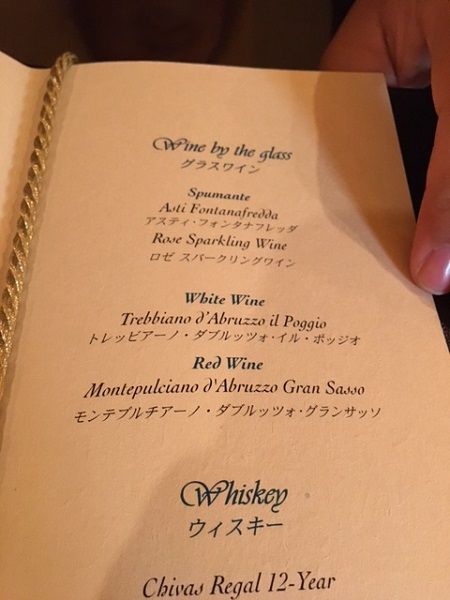 Wine by the glass
グラスワイン
Spumante
Asti Fontanafredda
アスティ・フォンタナフレッダ
Rose Sparkling Wine
ロゼ スパークリングワイン
White Wine
Trebbiano d'Abruzzo il Poggio
トレッビアーノ・ダブルッツォ・イル・ポッジオ
Red Wine
Montepulciano d'Abruzzo Gran Sasso
モンテプルチアーノ・ダブルッツォ・グランサッソ
Whiskey
ウィスキー
Chivas Regal 12-Year